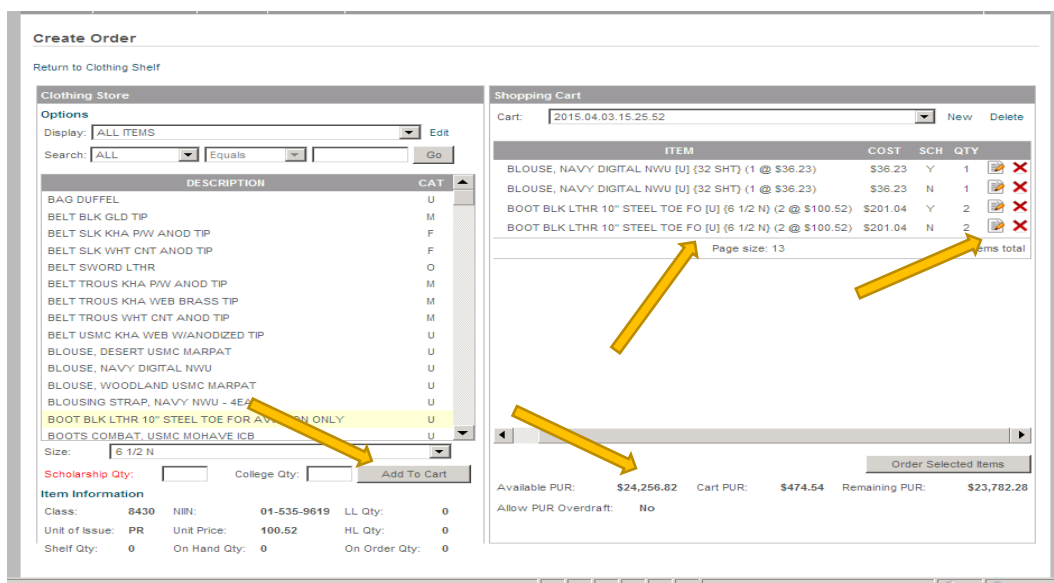 Create Order
Return to Clothing Shelf
Clothing Store
Options
Display: ALL ITEMS Edit
Search: ALL Equals Go
DESCRIPTION CAT
BAG DUFFEL U
BELT BLK GLD TIP M
BELT SLK KHA P/W ANOD TIP F
BELT SLK WHT CNT ANOD TIP F
BELT SWORD LTHR O
BELT TROUS KHA P/W ANOD TIP M
BELT TROUS KHA WEB BRASS TIP M
BELT TROUS WHT CNT ANOD TIP M
BELT USMC KHA WEB W/ANODIZED TIP U
BLOUSE, DESERT USMC MARPAT U
BLOUSE, NAVY DIGITAL NWU U
BLOUSE, WOODLAND USMC MARPAT U
BLOUSING STRAP, NAVY NWU - 4EA U
BOOT BLK LTHR 10" STEEL TOE FOR ONLY U
BOOTS COMBAT, USMC MOHAVE ICB U
Size: 6 1/2 N
Scholarship Qty: College Qty: Add To Cart
Item Information
Class: 8430 NIIN: 01-535-9619 LL Qty: 0
Unit of Issue: PR Unit Price: 100.52 HL Qty: 0
Shelf Qty: 0 On Hand Qty: 0 On Order Qty: 0
Shopping Cart
Cart: 2015.04.03.15.25.52 New Delete
ITEM COST SCH QTY
BLOUSE, NAVY DIGITAL NWU [U] {32 SHT} (1 @ $36.23) $36.23 Y 1
BLOUSE, NAVY DIGITAL NWU [U] {32 SHT} (1 @ $36.23) $36.23 N 1
BOOT BLK LTHR 10" STEEL TOE FO [U] {6 1/2 N} (2 @ $100.52) $201.04 Y 2
BOOT BLK LTHR 10" STEEL TOE FO [U] {6 1/2 N} (2 @ $100.52) $201.04 N 2
Page size: 13 total
Order Selected Items
Available PUR: $24,256.82 Cart PUR: $474.54 Remaining PUR: $23,782.28
Allow PUR Overdraft: No